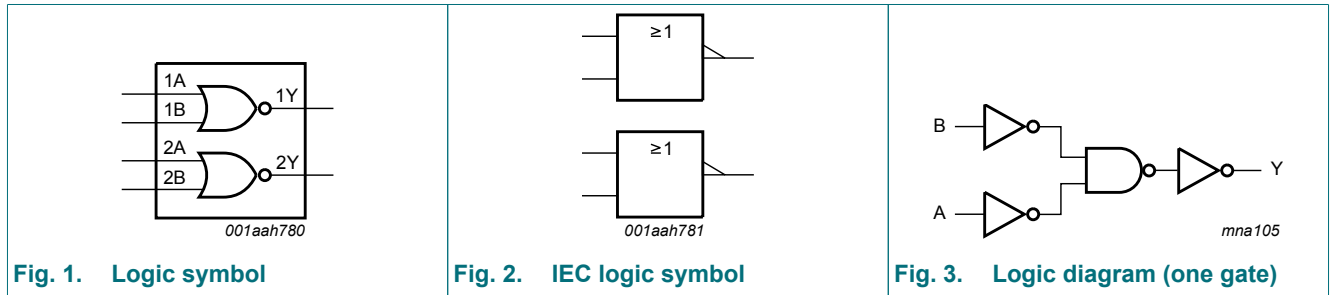 1A
1B
1Y
2A
2B
2Y
001aah780
Fig. 1. Logic symbol
≥1
≥1
001aah781
Fig. 2. IEC logic symbol
B
A
Y
mna105
Fig. 3. Logic diagram (one gate)